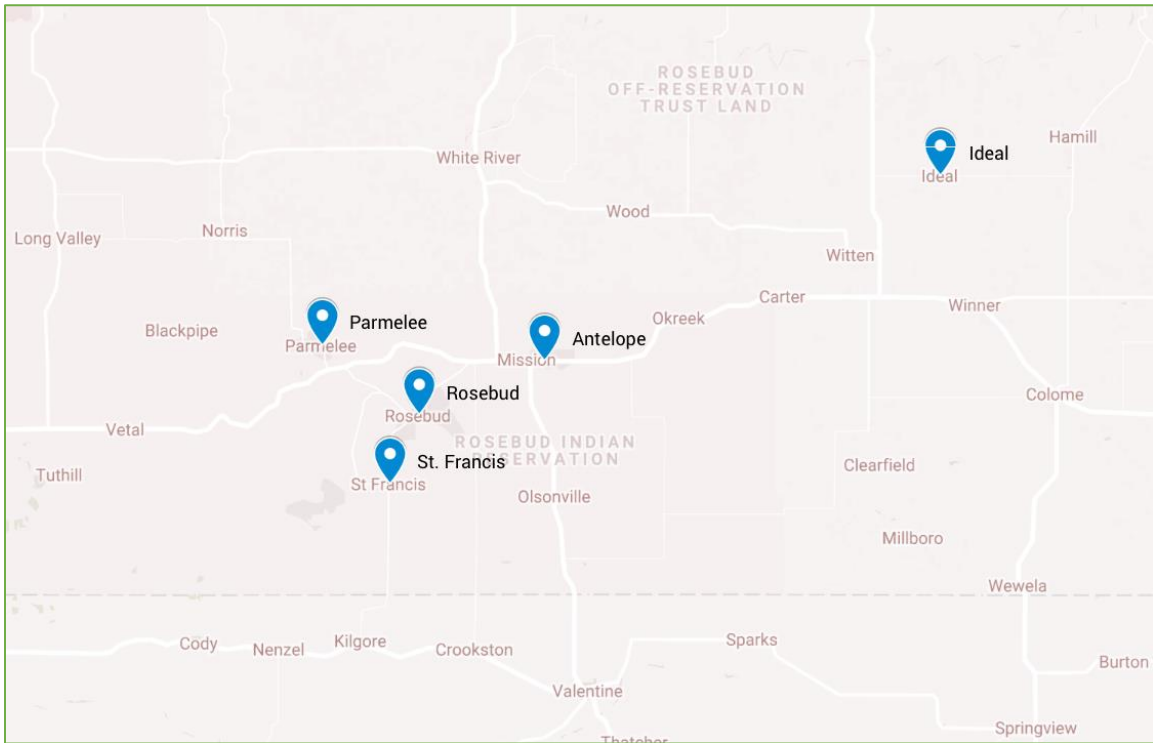 ROSEBUD
OFF-RESERVATION
TRUST LAND
Hamill
White River
Ideal
Ideal
Wood
Long Valley
Norris
Witten
Carter
Winner
Okreek
Blackpipe
Parmelee
Parmelee
Antelope
Mission
Rosebud
Rosebud
Colome
Vetal
ROSEBUD INDIAN
RESERVATION
St. Francis
St Francis
Clearfield
Tuthill
Olsonville
Millboro
Wewela
Cody
Nenzel
Kilgore
Crookston
Sparks
Burton
Valentine
Springview
Thatcher